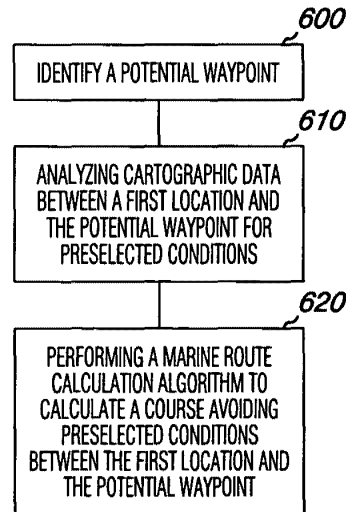 600
IDENTIFY A POTENTIAL WAYPOINT
610
ANALYZING CARTOGRAPHIC DATA
BETWEEN A FIRST LOCATION AND
THE POTENTIAL WAYPOINT FOR
PRESELECTED CONDITIONS
620
PERFORMING A MARINE ROUTE
CALCULATION ALGORITHM TO
CALCULATE A COURSE AVOIDING
PRESELECTED CONDITIONS
BETWEEN THE FIRST LOCATION AND
THE POTENTIAL WAYPOINT